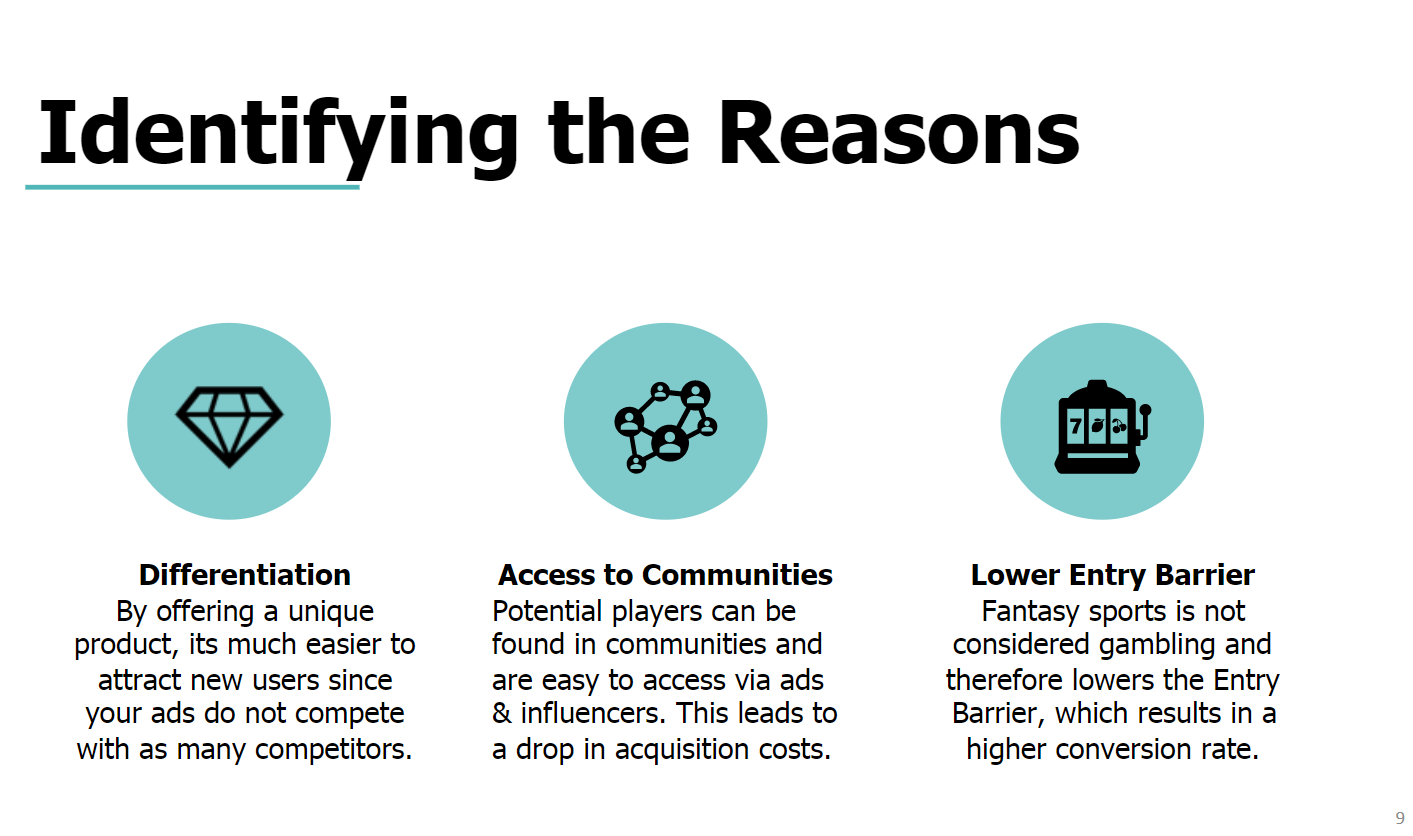 Identifying the Reasons
7
Differentiation
By offering a unique
product, its much easier to
attract new users since
your ads do not compete
with as many competitors.
Access to Communities
Potential players can be
found in communities and
are easy to access via ads
& influencers. This leads to
a drop in acquisition costs.
Lower Entry Barrier
Fantasy sports is not
considered gambling and
therefore lowers the Entry
Barrier, which results in a
higher conversion rate.
9